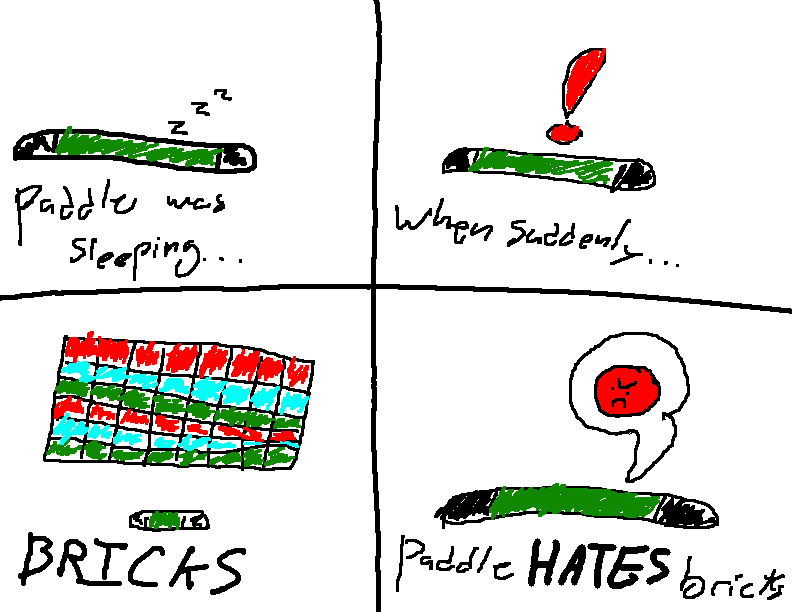 z z z
Paddle was
sleeping...
!
When suddenly...
BRICKS
Paddle HATES bricks